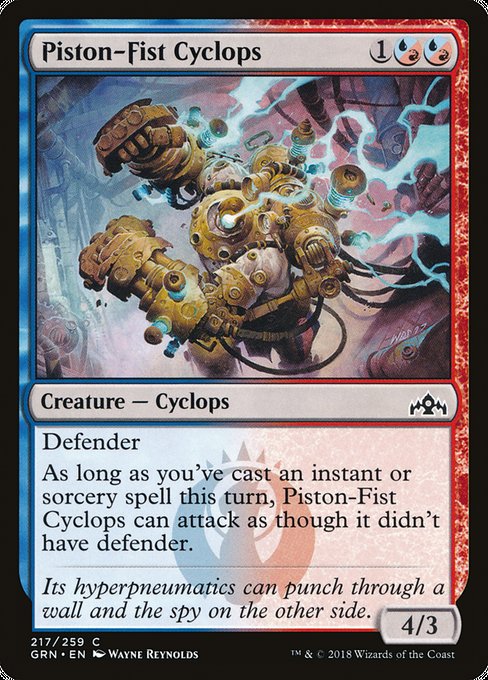 Piston-Fist Cyclops 1
Creature — Cyclops
Defender
As long as you've cast an instant or
sorcery spell this turn, Piston-Fist
Cyclops can attack as though it didn't
have defender.
Its hyperpneumatics can punch through a
wall and the spy on the other side.
4/3
217/259 C
GRN • EN Wayne Reynolds
™ & © 2018 Wizards of the Coast